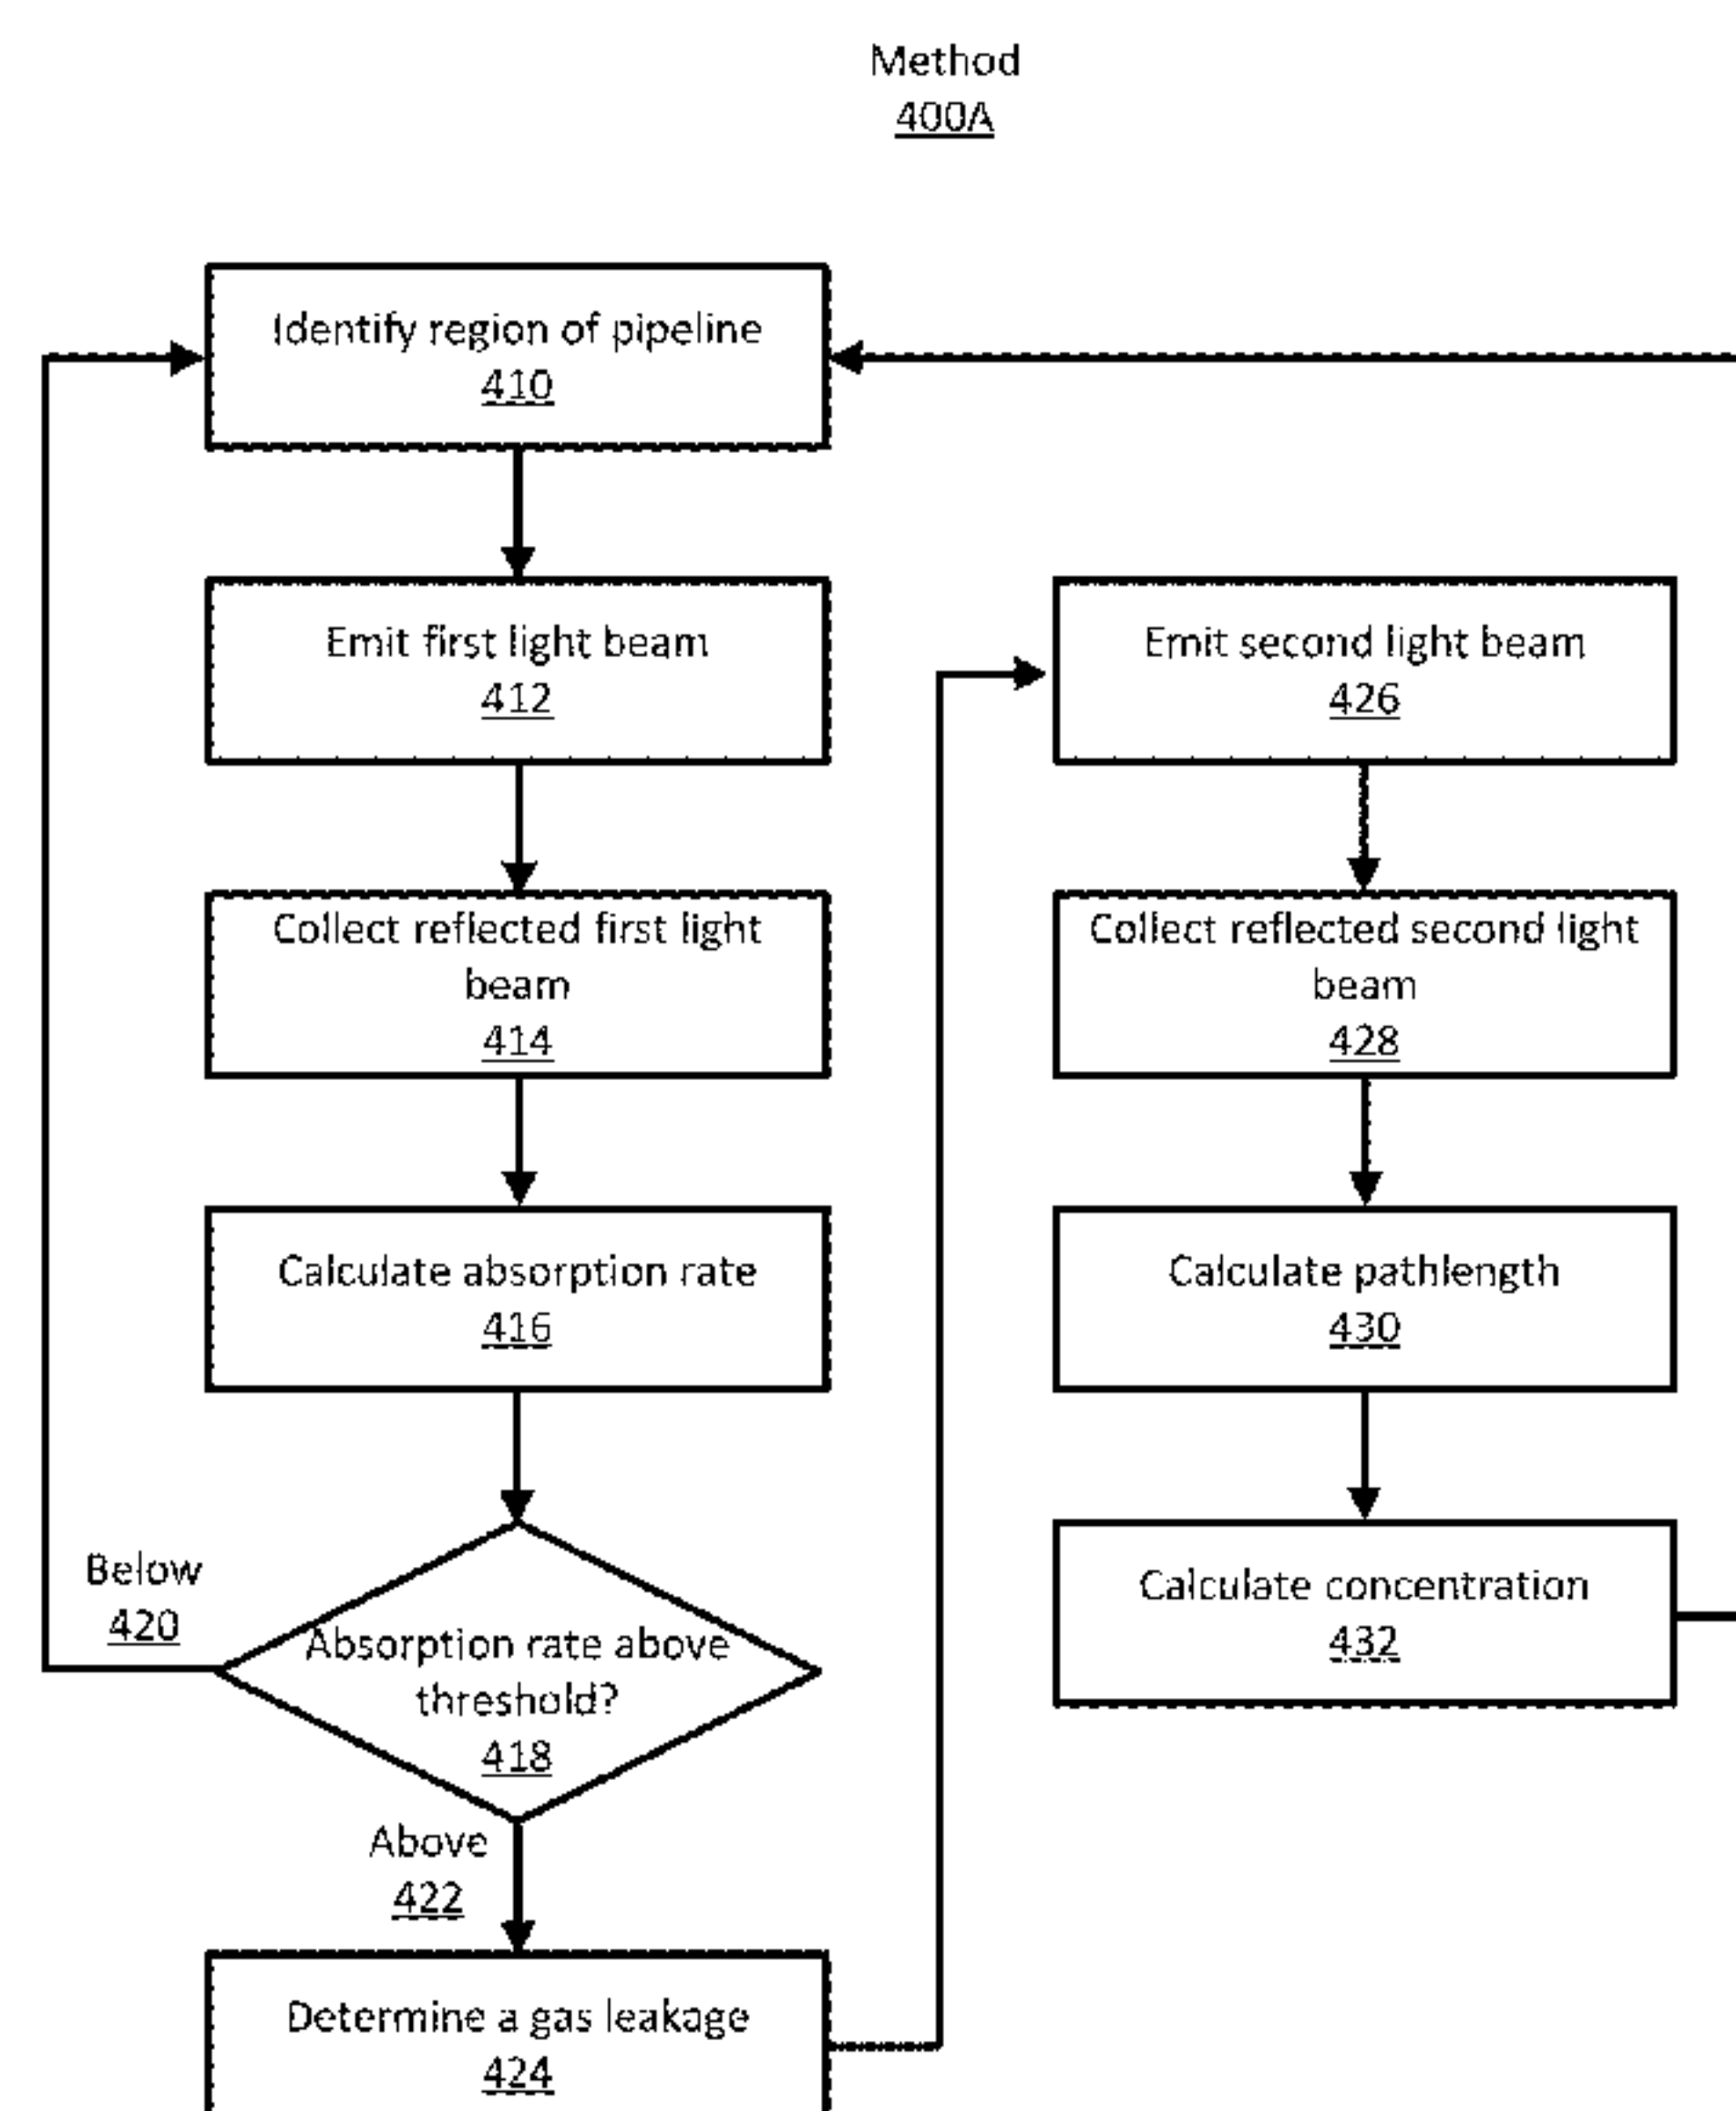 Method
400A
Identify region of pipeline
410
Emit first light beam
412
Collect reflected first light
beam
414
Calculate absorption rate
416
Below
420
Absorption rate above
threshold?
418
Above
422
Determine a gas leakage
424
Emit second light beam
426
Collect reflected second light
beam
428
Calculate pathlength
430
Calculate concentration
432